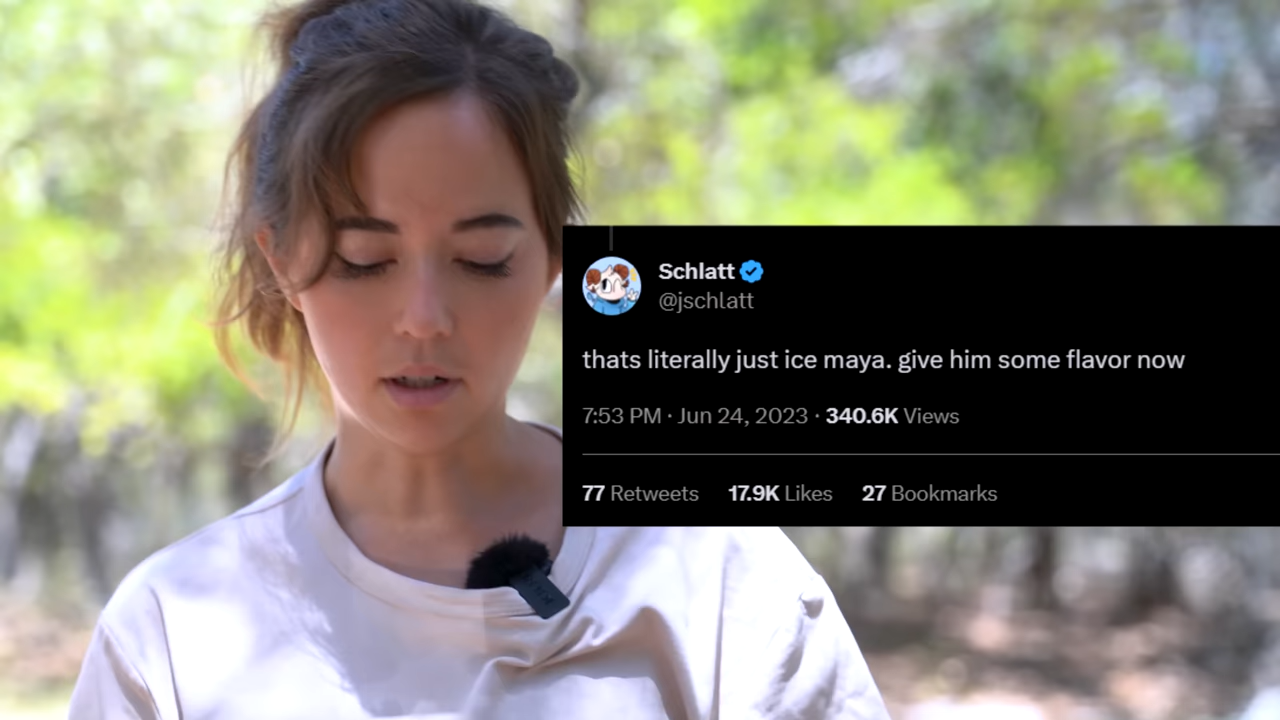 Schlatt
@jschlatt
thats literally just ice maya. give him some flavor now
7:53 PM · Jun 24, 2023 · 340.6K Views
77 Retweets 17.9K Likes 27 Bookmarks